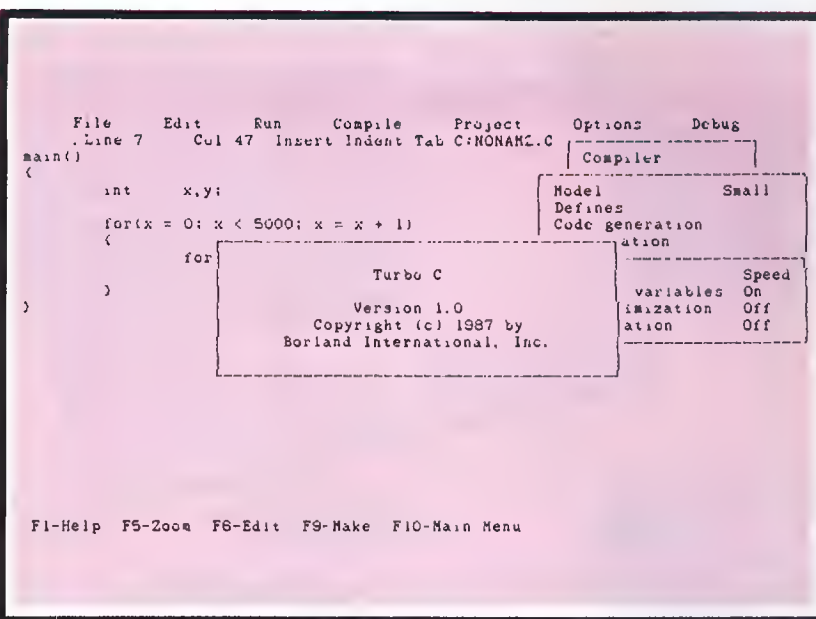 File Edit Run Compile Project Options Debug
Line 7 Col 47 Insert Indent Tab C:NONAME.C
Compiler
main()
{
int x,y;
for(x = 0; x < 5000; x = x + 1)
{
for
}
}
Model Small
Defines
Code generation
ation
Speed
variables On
imization Off
ation Off
Turbo C
Version 1.0
Copyright (c) 1987 by
Borland International, Inc.
F1-Help F5-Zoom F6-Edit F9-Make F10-Main Menu